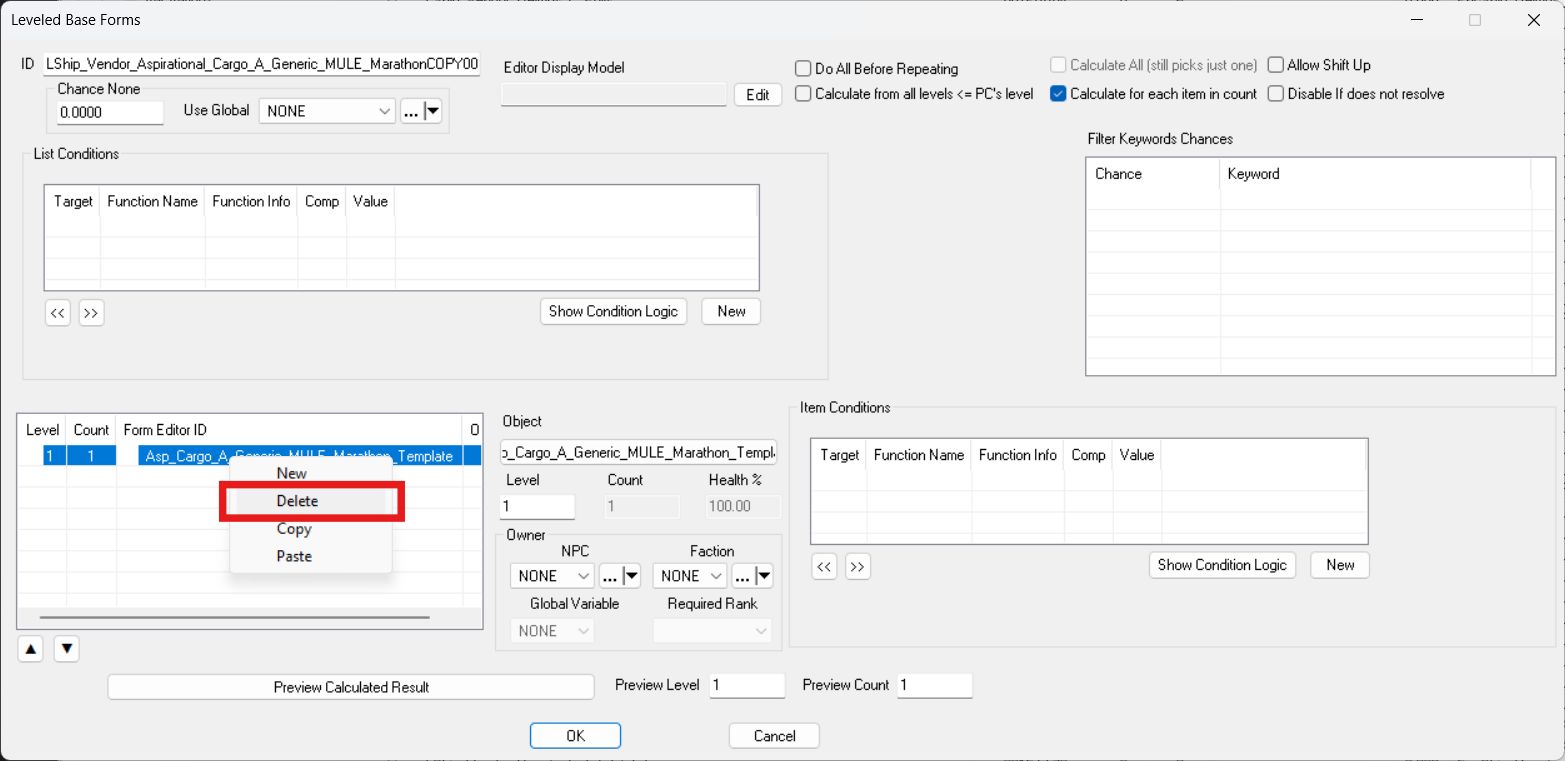 Leveled Base Forms
ID LShip_Vendor_Aspirational_Cargo_A_Generic_MULE_MarathonCOPY00
Chance None
0.0000 Use Global NONE ...
Editor Display Model
Edit
Do All Before Repeating
Calculate from all levels <= PC's level
Calculate All (still picks just one) Allow Shift Up
Calculate for each item in count Disable If does not resolve
List Conditions
Target Function Name Function Info Comp Value
<< >> Show Condition Logic New
Filter Keywords Chances
Chance Keyword
Level Count Form Editor ID O
1 1 Asp_Cargo_A_Generic_MULE_Marathon_Template
New
Delete
Copy
Paste
▲ ▼
Object
o_Cargo_A_Generic_MULE_Marathon_Templ
Level Count Health %
1 1 100.00
Owner
NPC Faction
NONE ... NONE ...
Global Variable Required Rank
NONE
Item Conditions
Target Function Name Function Info Comp Value
<< >> Show Condition Logic New
Preview Calculated Result Preview Level 1 Preview Count 1
OK Cancel